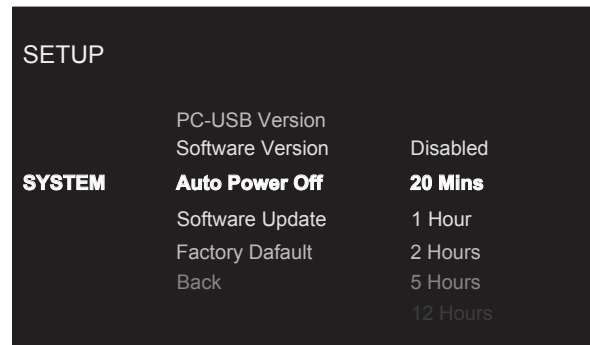 SETUP
PC-USB Version
Software Version Disabled
SYSTEM Auto Power Off 20 Mins
Software Update 1 Hour
Factory Dafault 2 Hours
Back 5 Hours
12 Hours